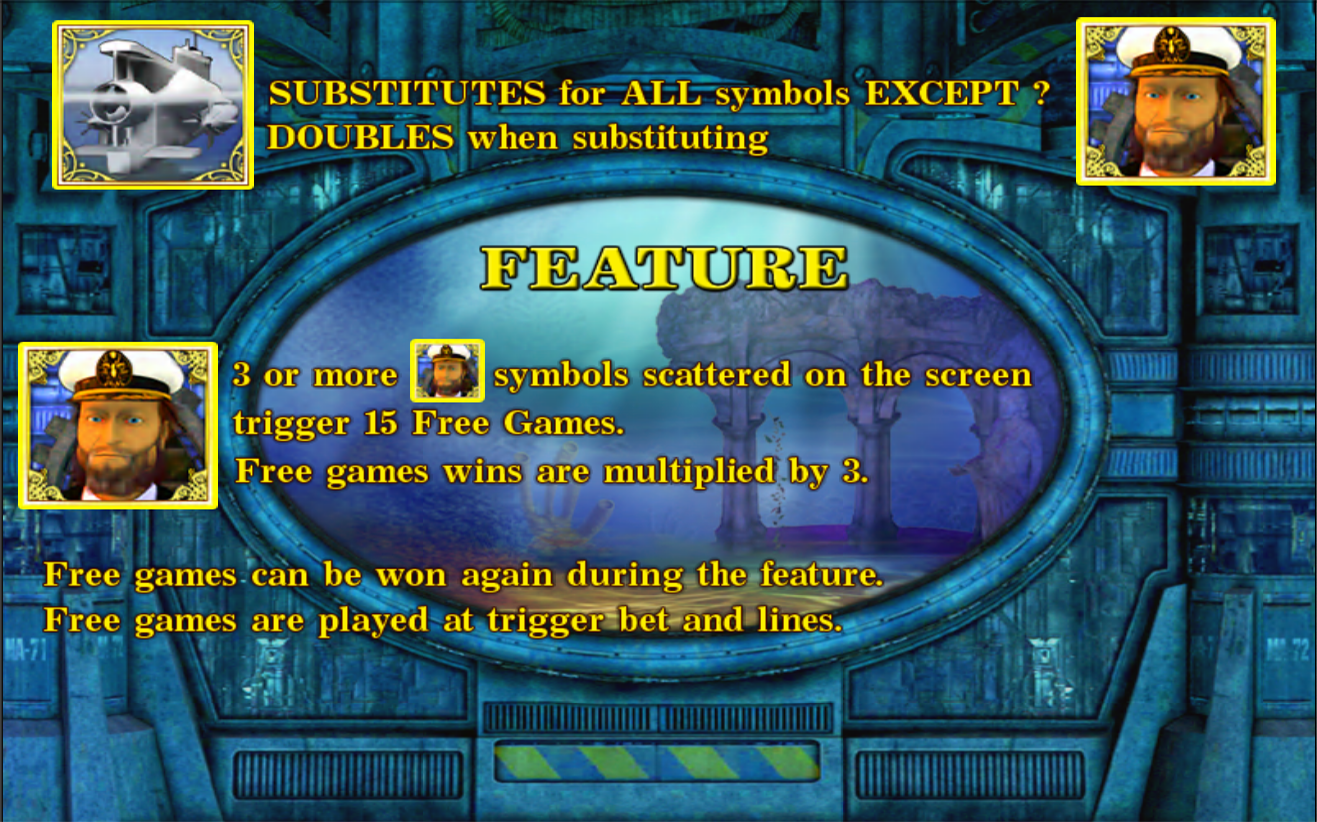 SUBSTITUTES for ALL symbols EXCEPT ?
DOUBLES when substituting
FEATURE
3 or more symbols scattered on the screen
trigger 15 Free Games.
Free games wins are multiplied by 3.
Free games can be won again during the feature.
Free games are played at trigger bet and lines.
MA-71